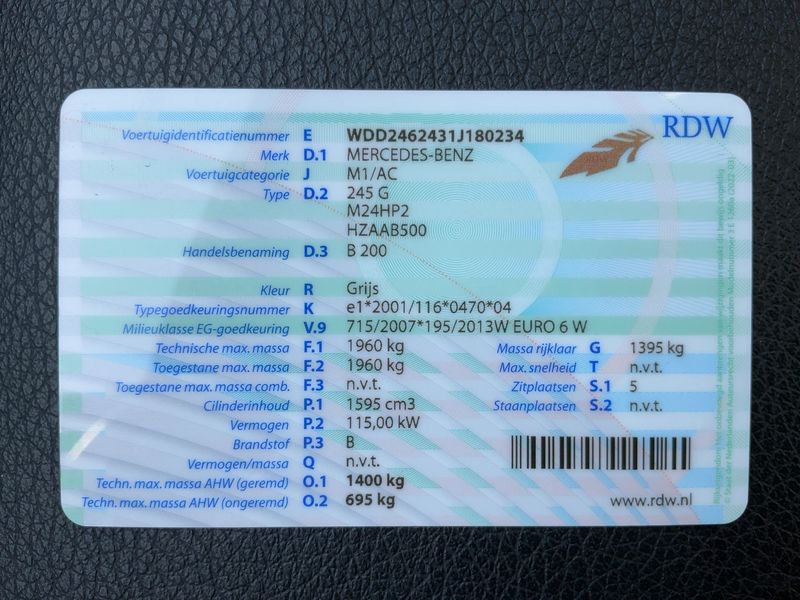 RDW
Voertuigidentificatienummer E WDD2462431J180234
Merk D.1 MERCEDES-BENZ
Voertuigcategorie J M1/AC
Type D.2 245 G
M24HP2
HZAAB500
Handelsbenaming D.3 B 200
Kleur R Grijs
Typegoedkeuringsnummer K e1*2001/116*0470*04
Milieuklasse EG-goedkeuring V.9 715/2007*195/2013W EURO 6 W
Technische max. massa F.1 1960 kg Massa rijklaar G 1395 kg
Toegestane max. massa F.2 1960 kg Max. snelheid T n.v.t.
Toegestane max. massa comb. F.3 n.v.t. Zitplaatsen S.1 5
Cilinderinhoud P.1 1595 cm3 Staanplaatsen S.2 n.v.t.
Vermogen P.2 115,00 kW
Brandstof P.3 B
Vermogen/massa Q n.v.t.
Techn. max. massa AHW (geremd) O.1 1400 kg
Techn. max. massa AHW (ongeremd) O.2 695 kg
www.rdw.nl